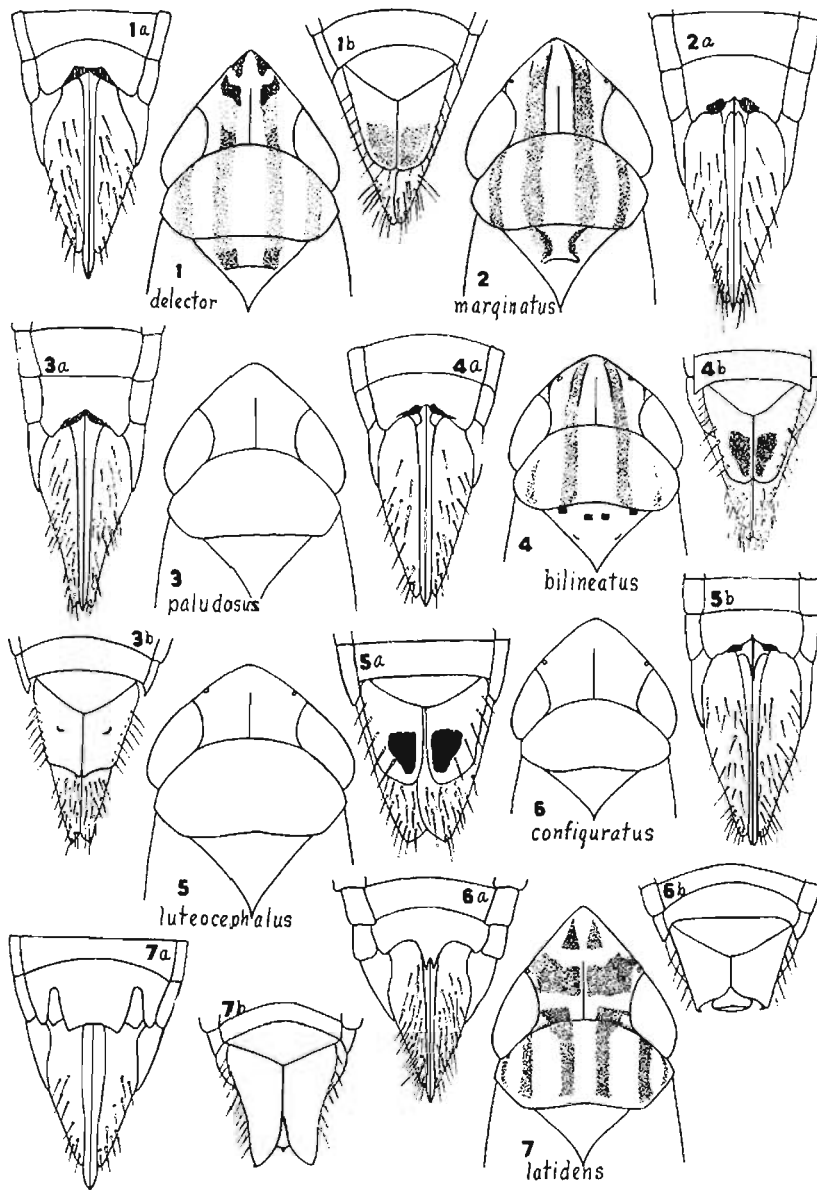 1a
1b
2a
1
delector
2
marginatus
3a
4a
4b
3
paludosus
4
bilineatus
3b
5a
5b
5
luteocephalus
6
configuratus
6a
6b
7a
7b
7
latidens